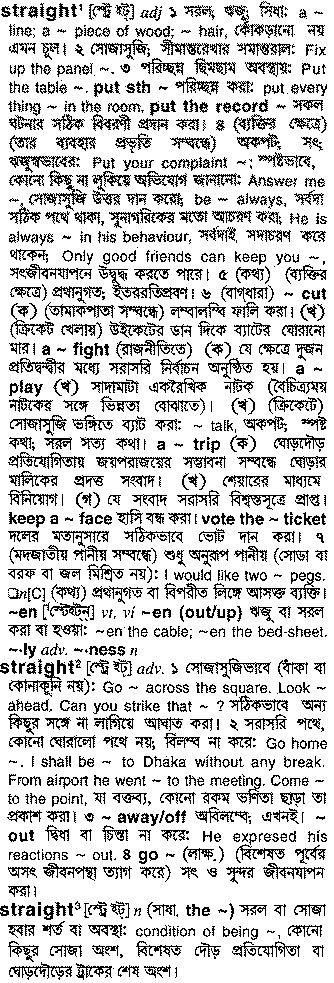 straight¹ [স্ট্রেইট্] adj ১ সরল; ঋজু; সিধা: a ~
line; a ~ piece of wood; ~ hair, কোঁকড়ানো নয়
এমন চুল। ২ সোজাসুজি, সীমান্তরেখার সমান্তরাল: Fix
up the panel ~. ৩ পরিচ্ছন্ন ছিমছাম অবস্থায়: Put
the table ~. put sth ~ পরিষ্কার করা: put every
thing ~ in the room. put the record ~ সকল
ঘটনার সঠিক বিবরণী প্রদান করা। ৪ (ব্যক্তির ক্ষেত্রে)
(তার ব্যবহার প্রভৃতি সম্বন্ধে) অকপট; সৎ;
ঋজুস্বভাবের: Put your complaint ~; স্পষ্টভাবে,
কোনো কিছু না লুকিয়ে অভিযোগ জানানো: Answer me
~, সোজাসুজি উত্তর দান করো; be ~ always, সর্বদা
সঠিক পথে থাকা, সুনাগরিকের মতো আচরণ করা; He is
always ~ in his behaviour, সর্বদাই সদাচরণ করে
থাকেন; Only good friends can keep you ~,
সৎজীবনযাপনে উদ্বুদ্ধ করতে পারে। ৫ (কথ্য) (ব্যক্তির
ক্ষেত্রে) প্রথানুগত; ইতররতিপ্রবণ। ৬ (বাগ্‌ধারা) ~ cut
(ক) (তামাকপাতা সম্বন্ধে) লম্বালম্বি ফালি করা। (খ)
(ক্রিকেট খেলায়) উইকেটের ডান দিকে ব্যাটের ঘোরানো
মার। a ~ fight (রাজনীতিতে) (ক) যে ক্ষেত্রে দুজন
প্রতিদ্বন্দ্বীর মধ্যে সরাসরি নির্বাচন অনুষ্ঠিত হয়। a ~
play (খ) সাদামাটা একরৈখিক নাটক (বৈচিত্র্যময়
নাটকের সঙ্গে ভিন্নতা বোঝাতে)। (খ) (ক্রিকেটে)
সোজাসুজি ভঙ্গিতে ব্যাট করা: ~ talk, অকপট; স্পষ্ট
কথা; সরল সত্য কথা। a ~ trip (ক) ঘোড়দৌড়
প্রতিযোগিতায় জয়পরাজয়ের সম্ভাবনা সম্বন্ধে ঘোড়ার
মালিকের প্রদত্ত সংবাদ। (খ) শেয়ারের মাধ্যমে
বিনিয়োগ। (গ) যে সংবাদ সরাসরি বিশ্বস্তসূত্রে প্রাপ্ত।
keep a ~ face হাসি বন্ধ করা। vote the ~ ticket
দলের মতানুসারে সঠিকভাবে ভোট দান করা। ৭
(মদজাতীয় পানীয় সম্বন্ধে) শুধু অনুরূপ পানীয় (সোডা বা
বরফ বা জল মিশ্রিত নয়): I would like two ~ pegs.
□n[C] (কথ্য) প্রথানুগত বা বিপরীত লিঙ্গে আসক্ত ব্যক্তি।
~en [স্ট্রেইট্‌ন্] vt, vi ~en (out/up) ঋজু বা সরল
করা বা হওয়া: ~en the cable; ~en the bed-sheet.
~·ly adv. ~·ness n
straight² [স্ট্রেইট্] adv. ১ সোজাসুজিভাবে (বাঁকা বা
কোনাকুনি নয়): Go ~ across the square. Look ~
ahead. Can you strike that ~ ? সঠিকভাবে অন্য
কিছুর সঙ্গে না লাগিয়ে আঘাত করা। ২ সরাসরি পথে,
কোনো ঘোরালো পথে নয়; বিলম্ব না করে: Go home
~. I shall be ~ to Dhaka without any break.
From airport he went ~ to the meeting. Come ~
to the point, যা বক্তব্য, কোনো রকম ভণিতা ছাড়া তা
প্রকাশ করা। ৩ ~ away/off অবিলম্বে; এখনই। ~
out দ্বিধা বা চিন্তা না করে: He expresed his
reactions ~ out. ৪ go ~ (লাক্ষ.) (বিশেষত পূর্বের
অসৎ জীবনপন্থা ত্যাগ করে) সৎ ও সুন্দর জীবনযাপন
করা।
straight³ [স্ট্রেইট্] n (সাধা. the ~) সরল বা সোজা
হবার শর্ত বা অবস্থা: condition of being ~, কোনো
কিছুর সোজা অংশ, বিশেষত দৌড় প্রতিযোগিতা বা
ঘোড়দৌড়ের ট্র্যাকের শেষ অংশ।